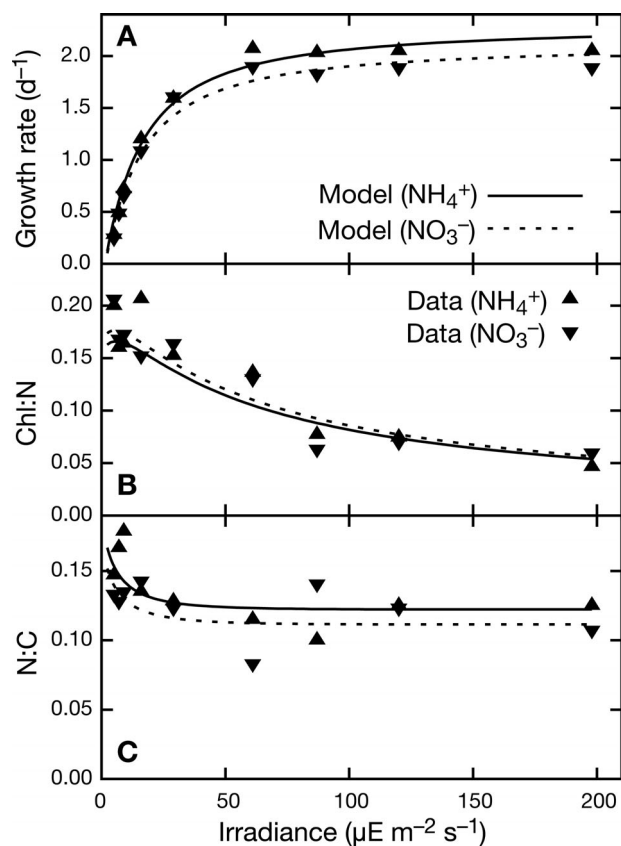 A
Growth rate (d⁻¹)
2.0
1.5
1.0
0.5
0.0
Model (NH₄⁺)
Model (NO₃⁻)
B
Chl:N
0.20
0.15
0.10
0.05
0.00
Data (NH₄⁺)
Data (NO₃⁻)
C
N:C
0.15
0.10
0.05
0.00
0 50 100 150 200
Irradiance (µE m⁻² s⁻¹)